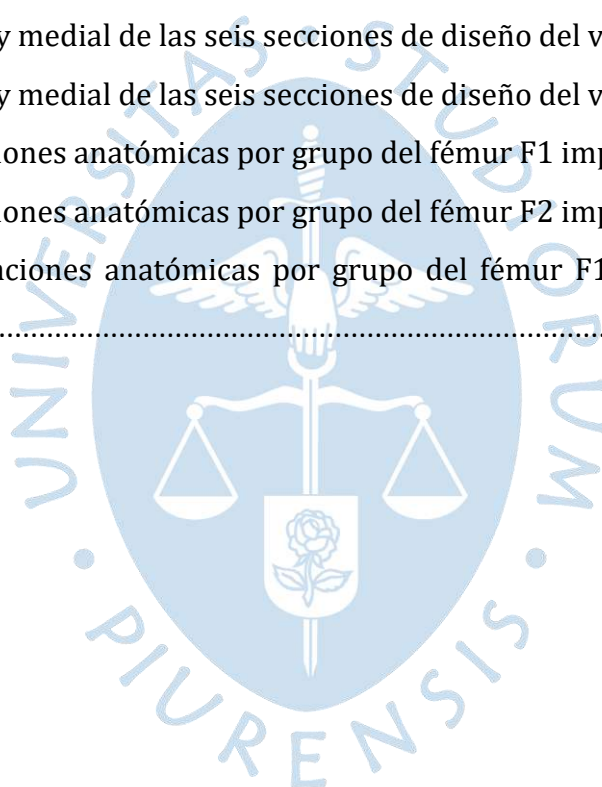 y medial de las seis secciones de diseño del v
y medial de las seis secciones de diseño del v
iones anatómicas por grupo del fémur F1 imp
iones anatómicas por grupo del fémur F2 imp
aciones anatómicas por grupo del fémur F1
................................................................................
UNIVERSITAS • STUDIORUM • PIURENSIS